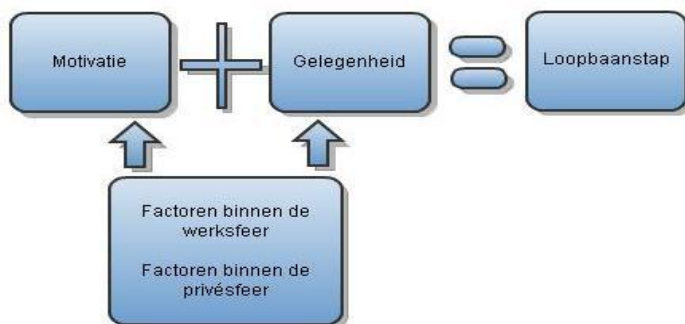 Motivatie
Gelegenheid
Loopbaanstap
Factoren binnen de
werksfeer
Factoren binnen de
privésfeer